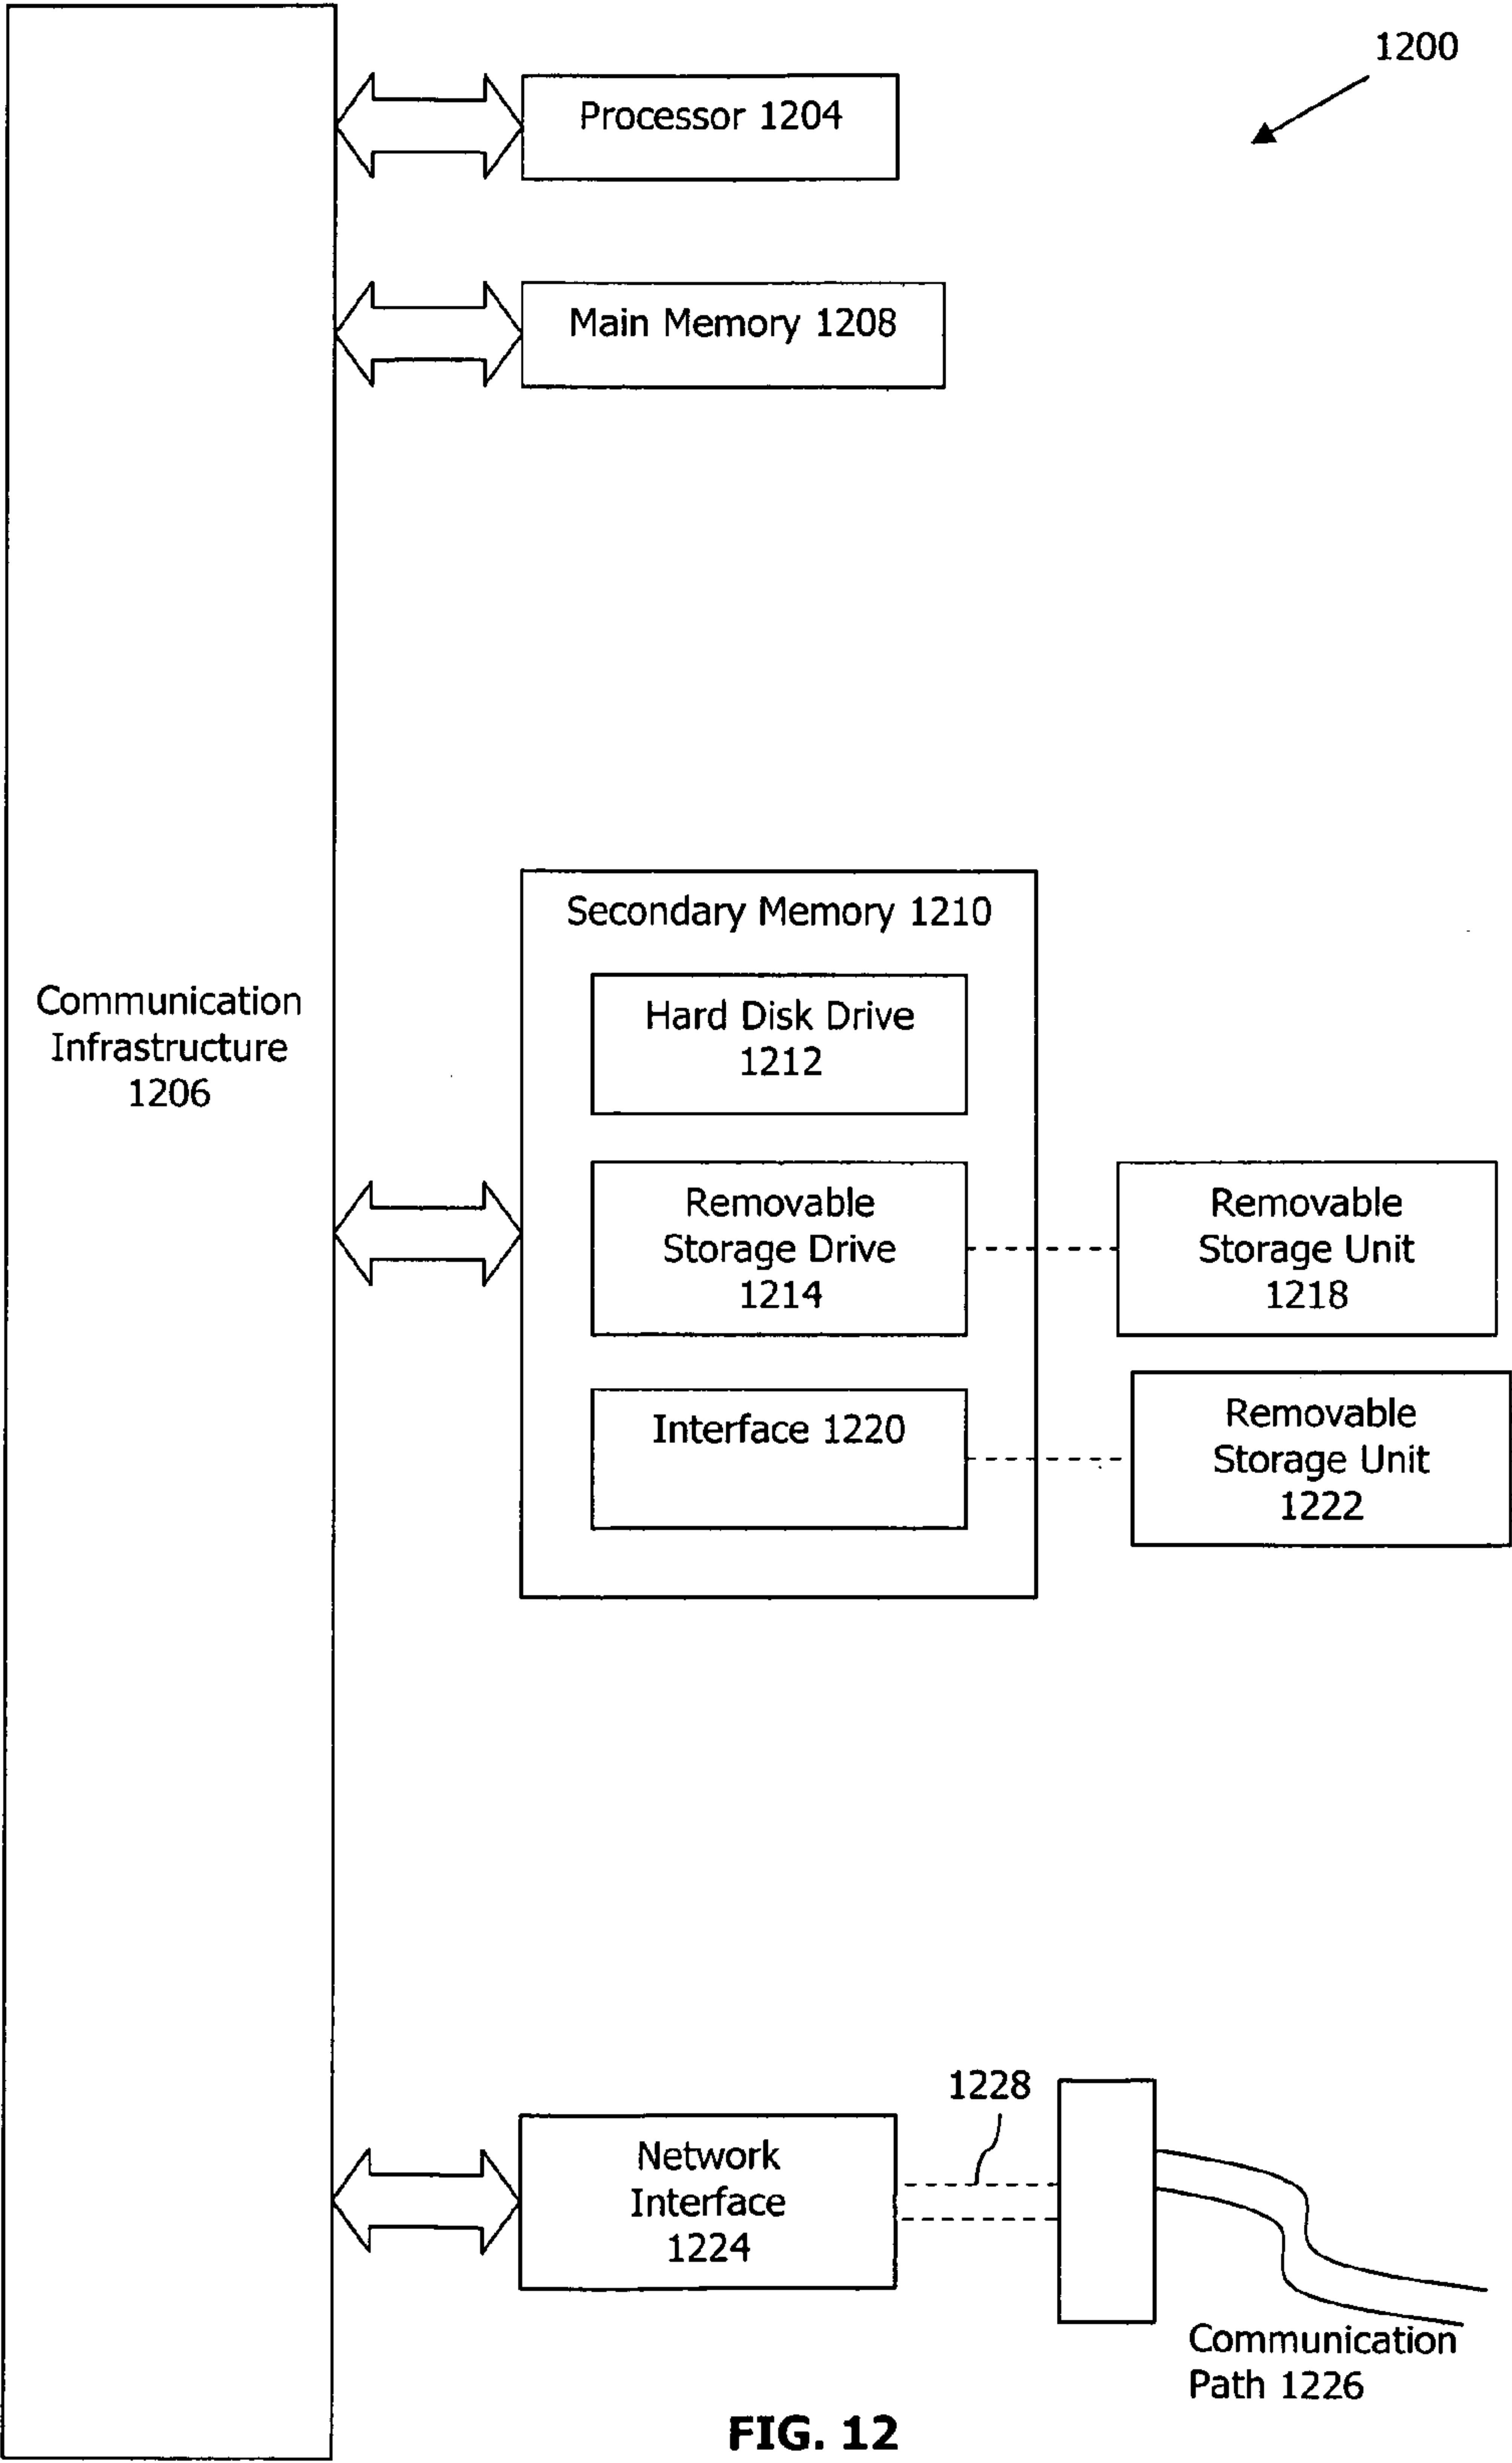 1200
Processor 1204
Main Memory 1208
Communication
Infrastructure
1206
Secondary Memory 1210
Hard Disk Drive
1212
Removable
Storage Drive
1214
Removable
Storage Unit
1218
Interface 1220
Removable
Storage Unit
1222
1228
Network
Interface
1224
Communication
Path 1226
FIG. 12